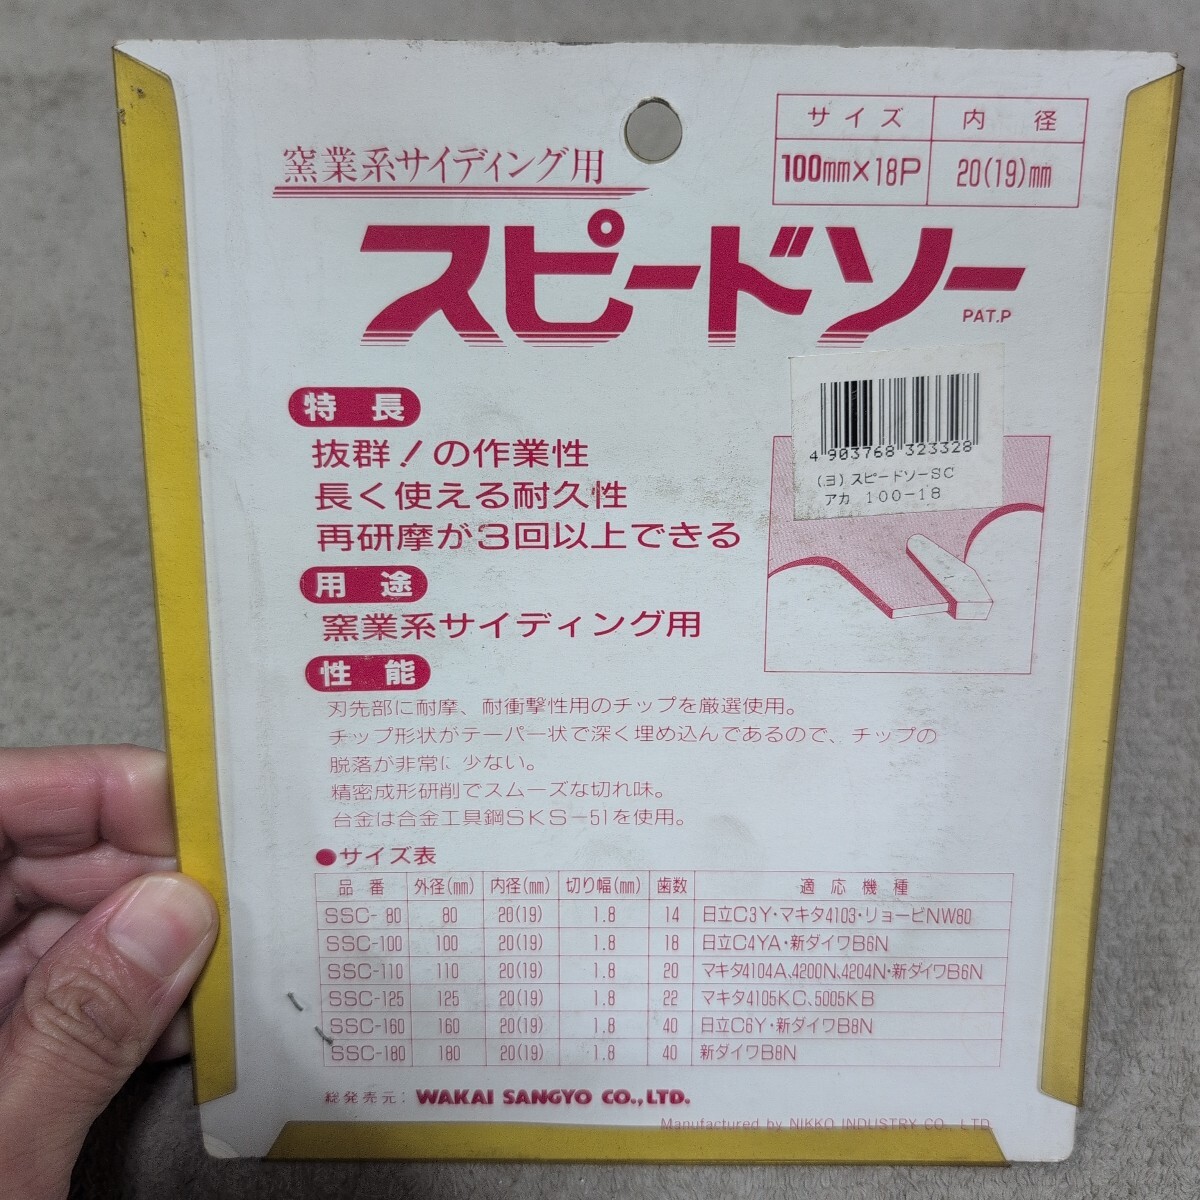 サイズ 内径
100mm×18P 20(19)mm
窯業系サイディング用
スピードソー
PAT.P
特長
抜群!の作業性
長く使える耐久性
再研摩が3回以上できる
4 903768 323328
(ヨ)スピードソーSC
アカ 100-18
用途
窯業系サイディング用
性能
刃先部に耐摩、耐衝撃性用のチップを厳選使用。
チップ形状がテーパー状で深く埋め込んであるので、チップの
脱落が非常に少ない。
精密成形研削でスムーズな切れ味。
台金は合金工具鋼SKS-51を使用。
●サイズ表
品番 外径(mm) 内径(mm) 切り幅(mm) 歯数 適応機種
SSC-80 80 20(19) 1.8 14 日立C3Y・マキタ4103・リョービNW80
SSC-100 100 20(19) 1.8 18 日立C4YA・新ダイワB6N
SSC-110 110 20(19) 1.8 20 マキタ4104A、4200N、4204N・新ダイワB6N
SSC-125 125 20(19) 1.8 22 マキタ4105KC、5005KB
SSC-160 160 20(19) 1.8 40 日立C6Y・新ダイワB8N
SSC-180 180 20(19) 1.8 40 新ダイワB8N
総発売元: WAKAI SANGYO CO.,LTD.
Manufactured by NIKKO INDUSTRY CO., LTD.